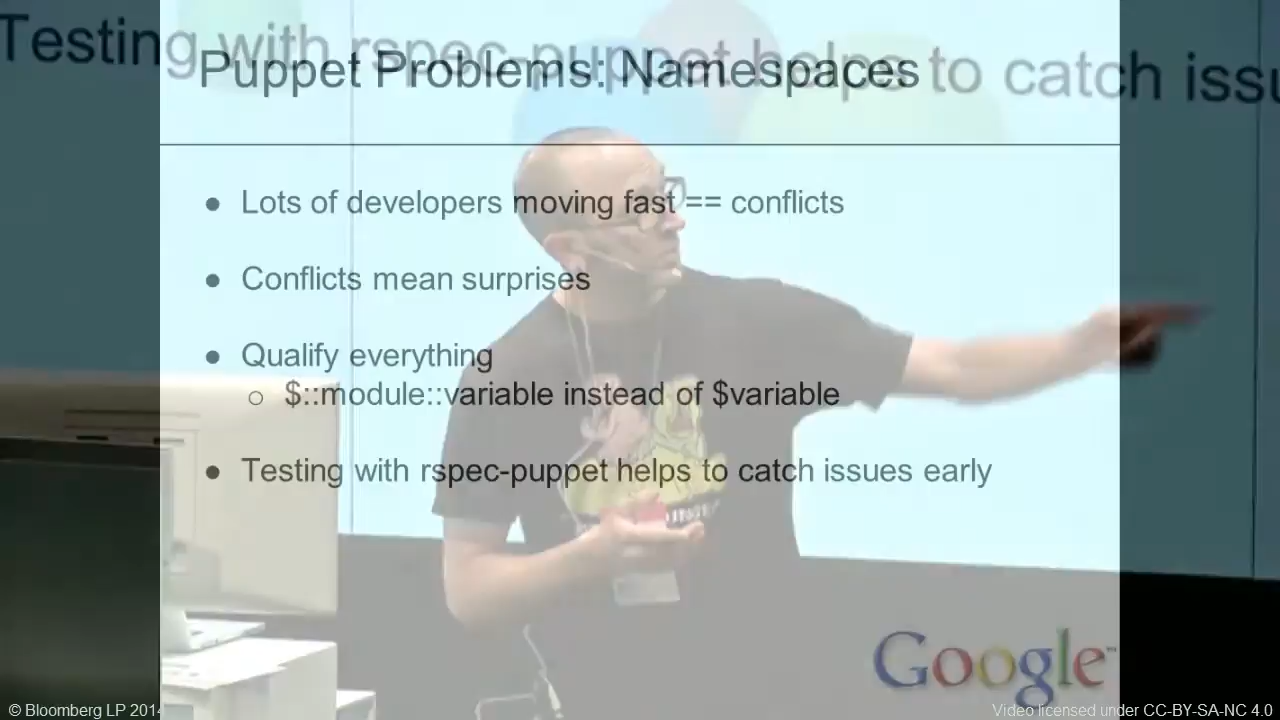 Testing with rspec-puppet helps to catch issu
Puppet Problems: Namespaces
● Lots of developers moving fast == conflicts
● Conflicts mean surprises
● Qualify everything
○ $::module::variable instead of $variable
● Testing with rspec-puppet helps to catch issues early
Google™
© Bloomberg LP 2014
Video licensed under CC-BY-SA-NC 4.0